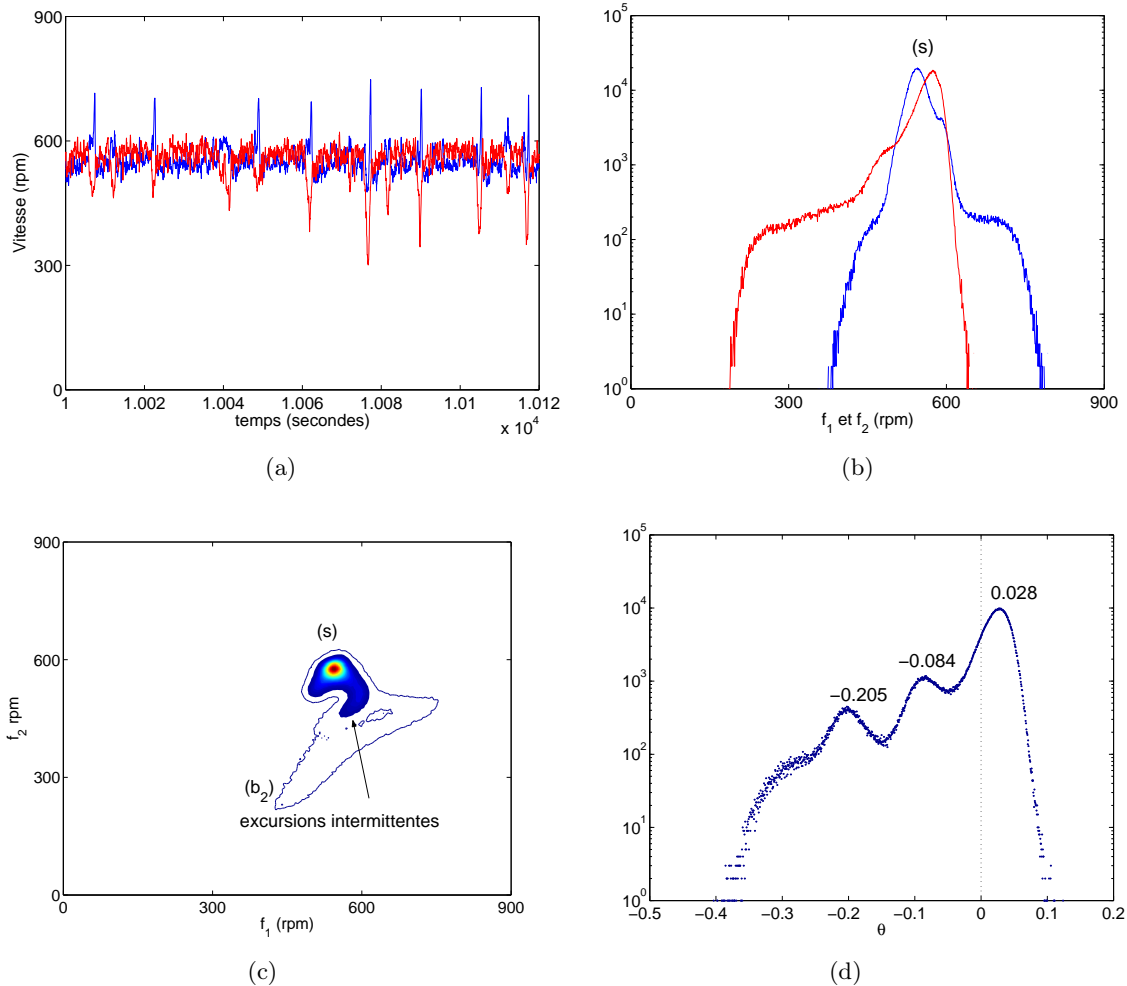 900
600
300
0
Vitesse (rpm)
1 1.002 1.004 1.006 1.008 1.01 1.012
temps (secondes)
x 10^4
(a)
10^5
10^4
10^3
10^2
10^1
10^0
(s)
0 300 600 900
f_1 et f_2 (rpm)
(b)
900
600
300
0
f_2 rpm
(s)
(b_2)
excursions intermittentes
0 300 600 900
f_1 (rpm)
(c)
10^5
10^4
10^3
10^2
10^1
10^0
0.028
−0.084
−0.205
−0.5 −0.4 −0.3 −0.2 −0.1 0 0.1 0.2
θ
(d)